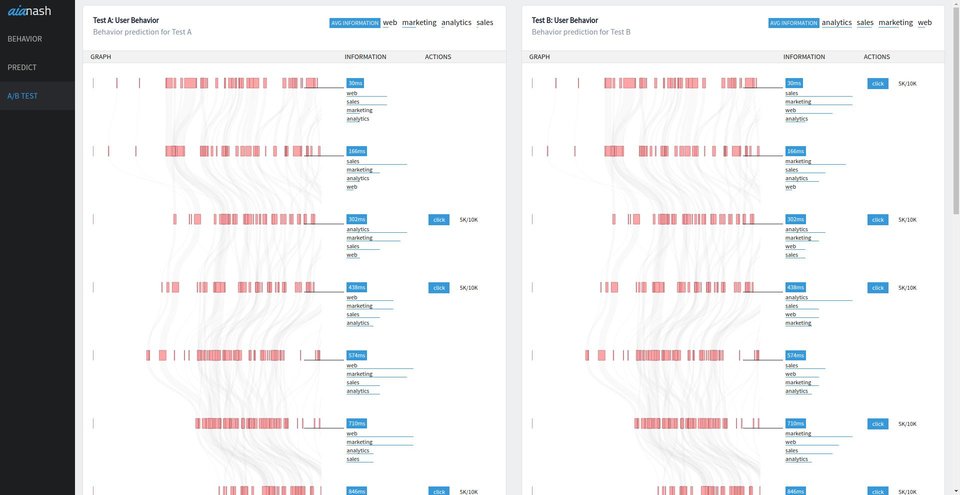 aianash
BEHAVIOR
PREDICT
A/B TEST
Test A: User Behavior
Behavior prediction for Test A
AVG INFORMATION web marketing analytics sales
GRAPH INFORMATION ACTIONS
30ms
web
sales
marketing
analytics
166ms
sales
marketing
analytics
web
302ms click 5K/10K
analytics
marketing
sales
web
438ms click 5K/10K
web
marketing
sales
analytics
574ms
web
marketing
sales
analytics
710ms
web
marketing
analytics
sales
846ms click 5K/10K
Test B: User Behavior
Behavior prediction for Test B
AVG INFORMATION analytics sales marketing web
GRAPH INFORMATION ACTIONS
30ms click 5K/10K
sales
marketing
web
analytics
166ms
marketing
sales
analytics
web
302ms click 5K/10K
analytics
marketing
web
sales
438ms click 5K/10K
analytics
sales
web
marketing
574ms
sales
web
marketing
analytics
710ms click 5K/10K
marketing
web
analytics
sales
846ms click 5K/10K